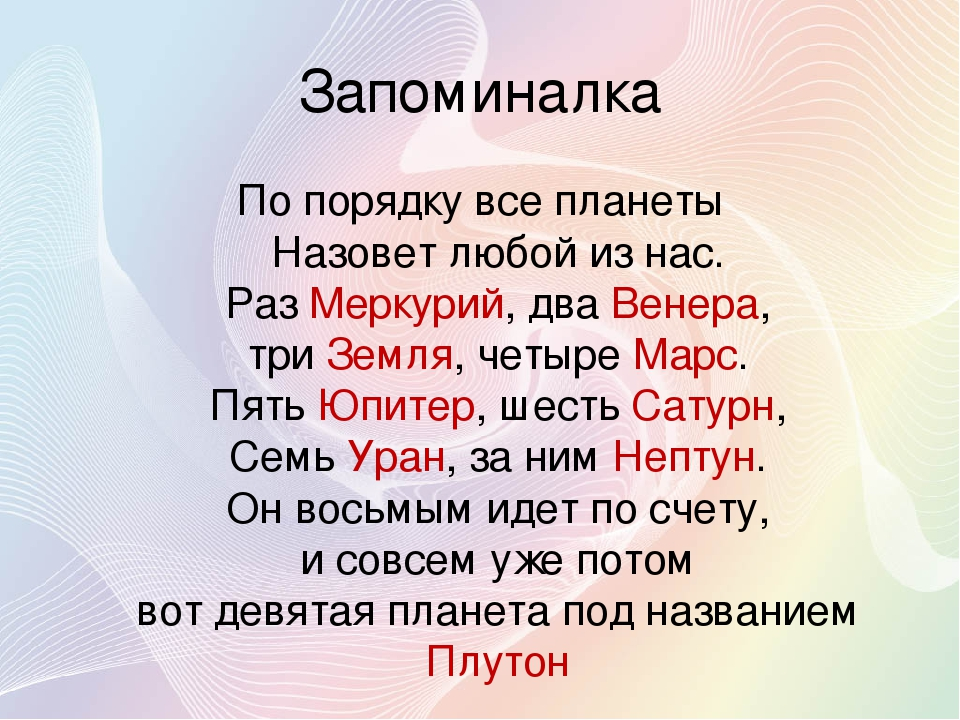 Запоминалка
По порядку все планеты
Назовет любой из нас.
Раз Меркурий, два Венера,
три Земля, четыре Марс.
Пять Юпитер, шесть Сатурн,
Семь Уран, за ним Нептун.
Он восьмым идет по счету,
и совсем уже потом
вот девятая планета под названием
Плутон